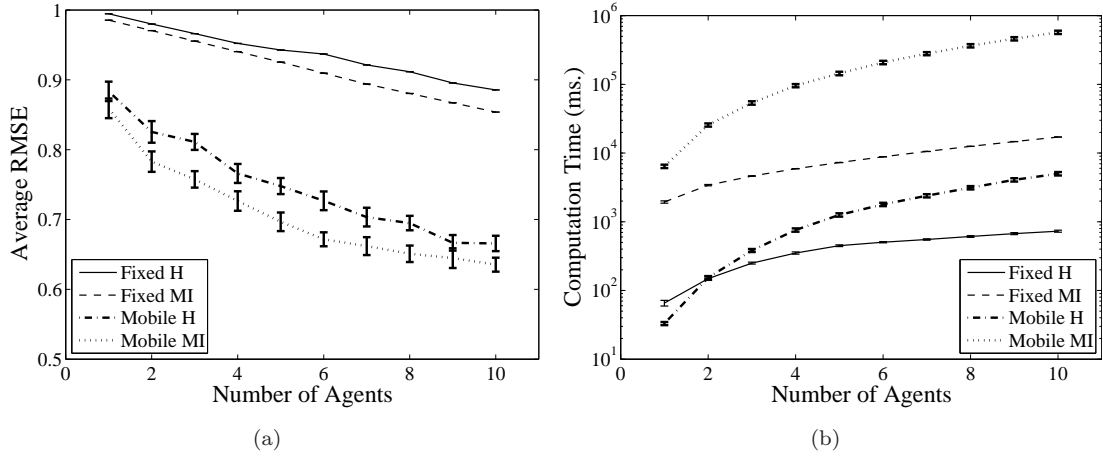 1
0.9
0.8
0.7
0.6
0.5
Average RMSE
0
2
4
6
8
10
Number of Agents
Fixed H
Fixed MI
Mobile H
Mobile MI
(a)
10^6
10^5
10^4
10^3
10^2
10^1
Computation Time (ms.)
0
2
4
6
8
10
Number of Agents
Fixed H
Fixed MI
Mobile H
Mobile MI
(b)